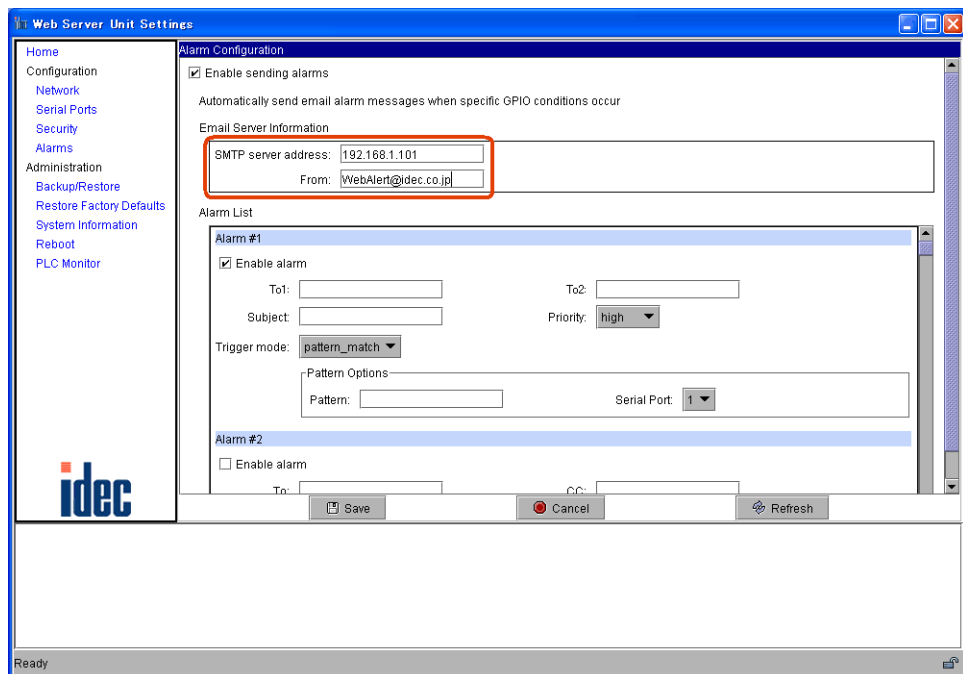 Web Server Unit Settings
Home
Configuration
Network
Serial Ports
Security
Alarms
Administration
Backup/Restore
Restore Factory Defaults
System Information
Reboot
PLC Monitor
idec
Alarm Configuration
Enable sending alarms
Automatically send email alarm messages when specific GPIO conditions occur
Email Server Information
SMTP server address: 192.168.1.101
From: WebAlert@idec.co.jp
Alarm List
Alarm #1
Enable alarm
To1: To2:
Subject: Priority: high
Trigger mode: pattern_match
Pattern Options
Pattern: Serial Port: 1
Alarm #2
Enable alarm
To: CC:
Save Cancel Refresh
Ready